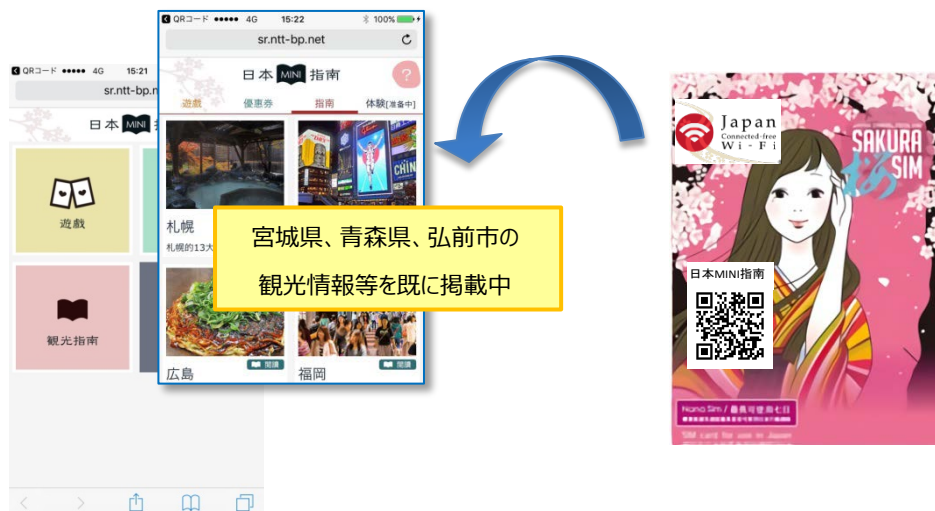 QRコード 4G 15:21
sr.ntt-bp.n
日本 MINI
遊戯
観光指南
QRコード 4G 15:22 100%
sr.ntt-bp.net
日本 MINI 指南
?
遊戯 優惠券 指南 体験[准备中]
札幌
札幌的13大
広島
閲讀
福岡
閲讀
宮城県、青森県、弘前市の
観光情報等を既に掲載中
Japan
Connected-free
Wi-Fi
SAKURA
桜 SIM
日本MINI指南
Nano Sim / 最長可使用七日
SIM card for use in Japan